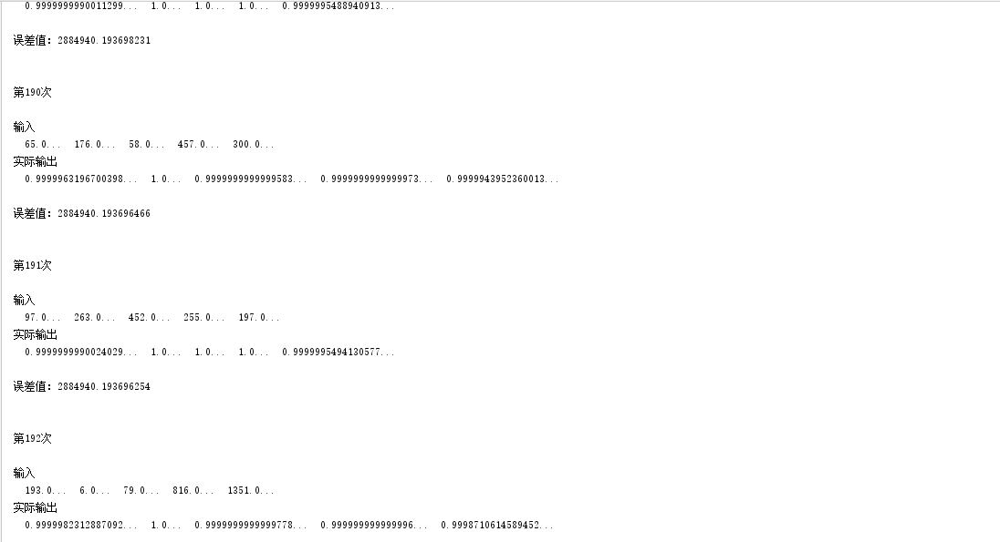 0.9999999990011299... 1.0... 1.0... 1.0... 0.9999995488940913...
误差值：2884940.193698231
第190次
输入
65.0... 176.0... 58.0... 457.0... 300.0...
实际输出
0.9999963196700398... 1.0... 0.9999999999999583... 0.9999999999999973... 0.9999943952360013...
误差值：2884940.193696466
第191次
输入
97.0... 263.0... 452.0... 255.0... 197.0...
实际输出
0.9999999990024029... 1.0... 1.0... 1.0... 0.9999995494130577...
误差值：2884940.193696254
第192次
输入
193.0... 6.0... 79.0... 816.0... 1351.0...
实际输出
0.9999982312887092... 1.0... 0.9999999999999778... 0.999999999999996... 0.9998710614589452...